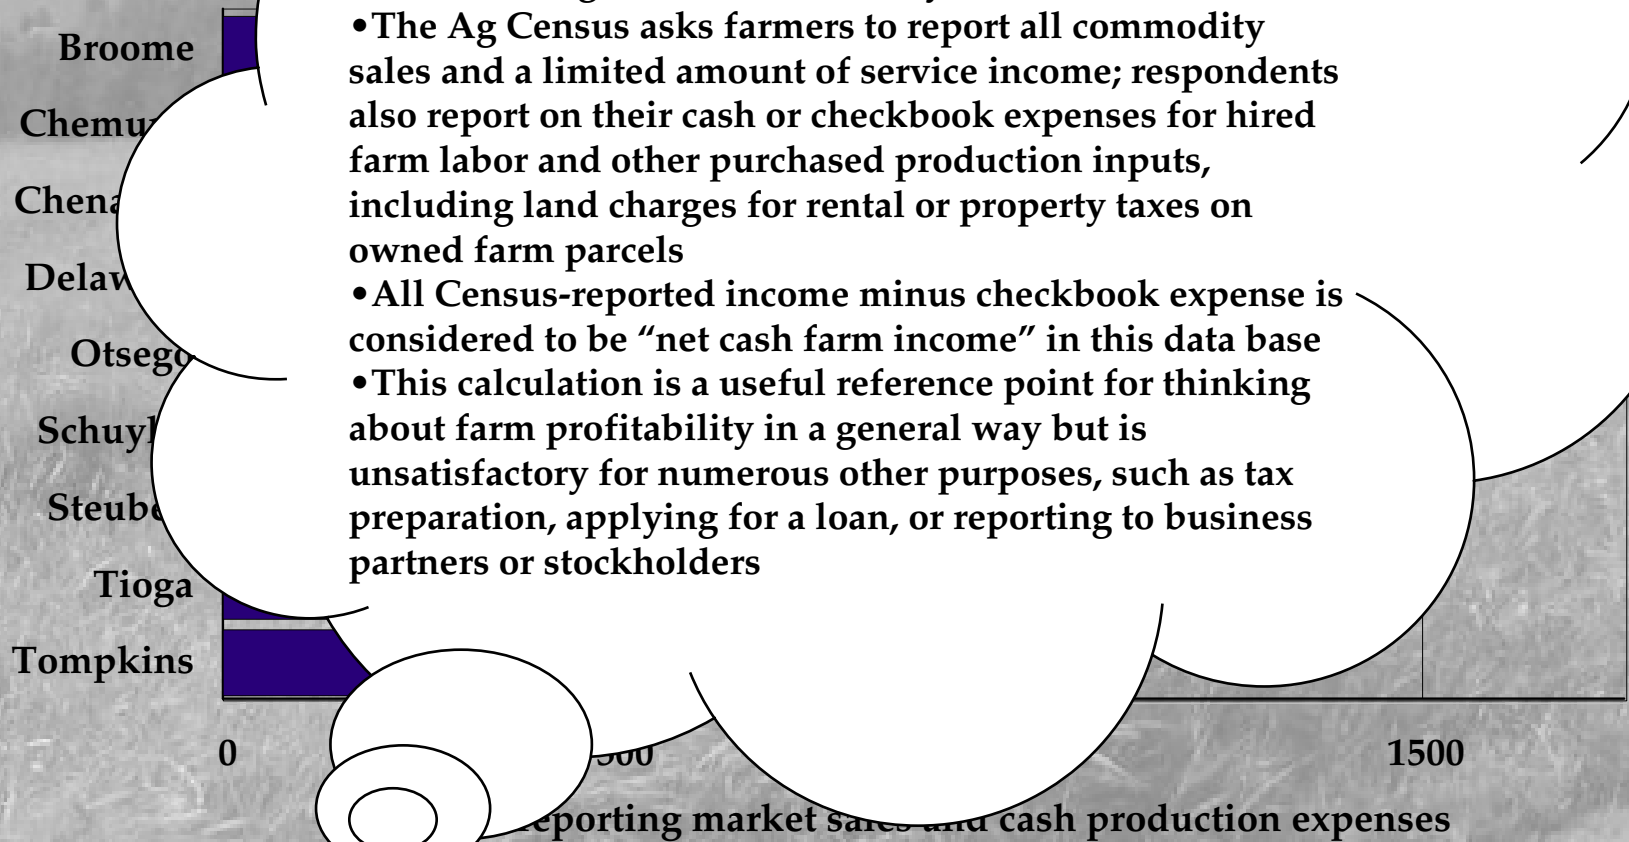 •The Ag Census asks farmers to report all commodity
sales and a limited amount of service income; respondents
also report on their cash or checkbook expenses for hired
farm labor and other purchased production inputs,
including land charges for rental or property taxes on
owned farm parcels
•All Census-reported income minus checkbook expense is
considered to be “net cash farm income” in this data base
•This calculation is a useful reference point for thinking
about farm profitability in a general way but is
unsatisfactory for numerous other purposes, such as tax
preparation, applying for a loan, or reporting to business
partners or stockholders
Broome
Otsego
Tioga
Tompkins
0
1500
market sales and cash production expenses